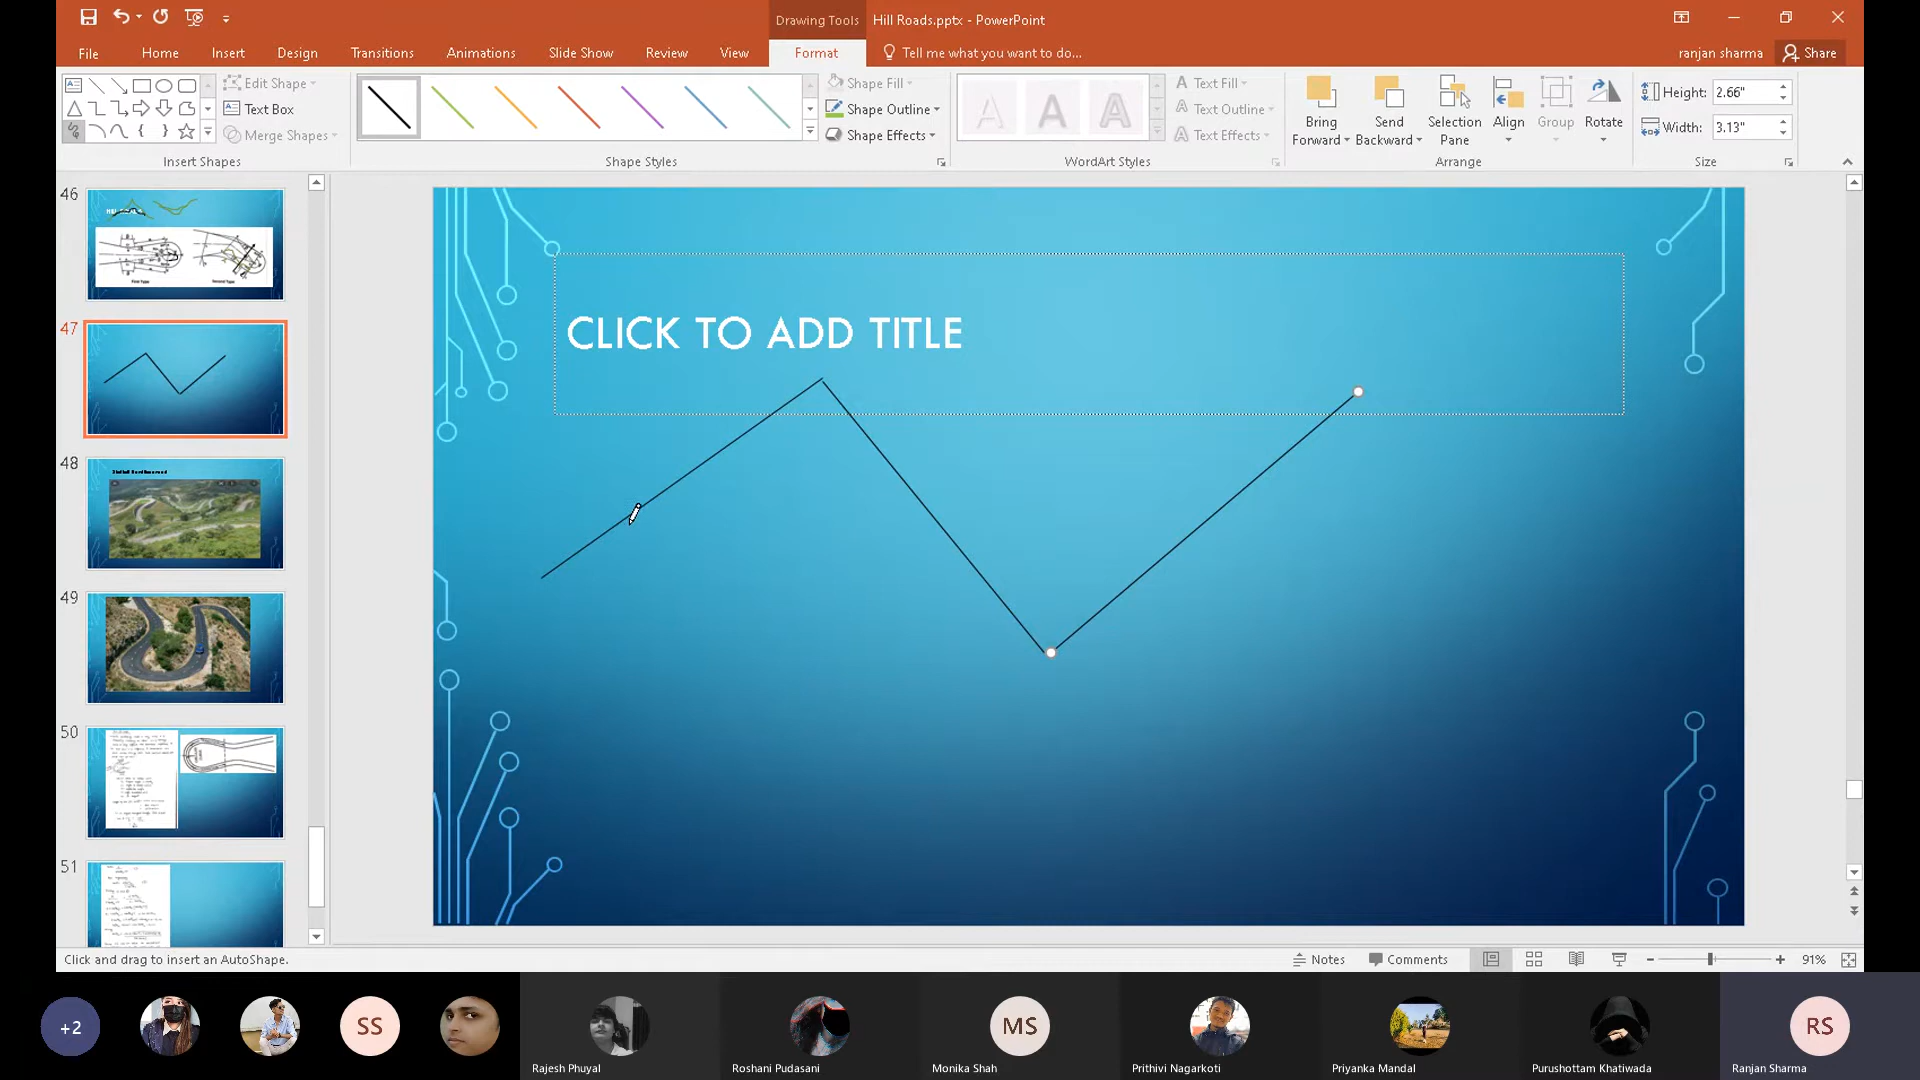 Drawing Tools
Hill Roads.pptx - PowerPoint
File
Home
Insert
Design
Transitions
Animations
Slide Show
Review
View
Format
Tell me what you want to do...
ranjan sharma
Share
Edit Shape
Text Box
Merge Shapes
Insert Shapes
Shape Fill
Shape Outline
Shape Effects
Shape Styles
A A A
Text Fill
Text Outline
Text Effects
WordArt Styles
Bring Forward
Send Backward
Selection Pane
Align
Group
Rotate
Arrange
Height: 2.66"
Width: 3.13"
Size
46
47
48
49
50
51
First Type
Second Type
CLICK TO ADD TITLE
Click and drag to insert an AutoShape.
Notes
Comments
91%
+2
SS
MS
RS
Rajesh Phuyal
Roshani Pudasani
Monika Shah
Prithivi Nagarkoti
Priyanka Mandal
Purushottam Khatiwada
Ranjan Sharma